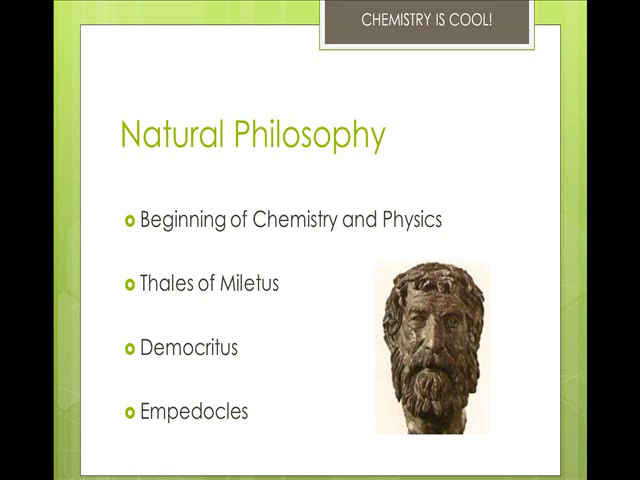 CHEMISTRY IS COOL!
Natural Philosophy
Beginning of Chemistry and Physics
Thales of Miletus
Democritus
Empedocles